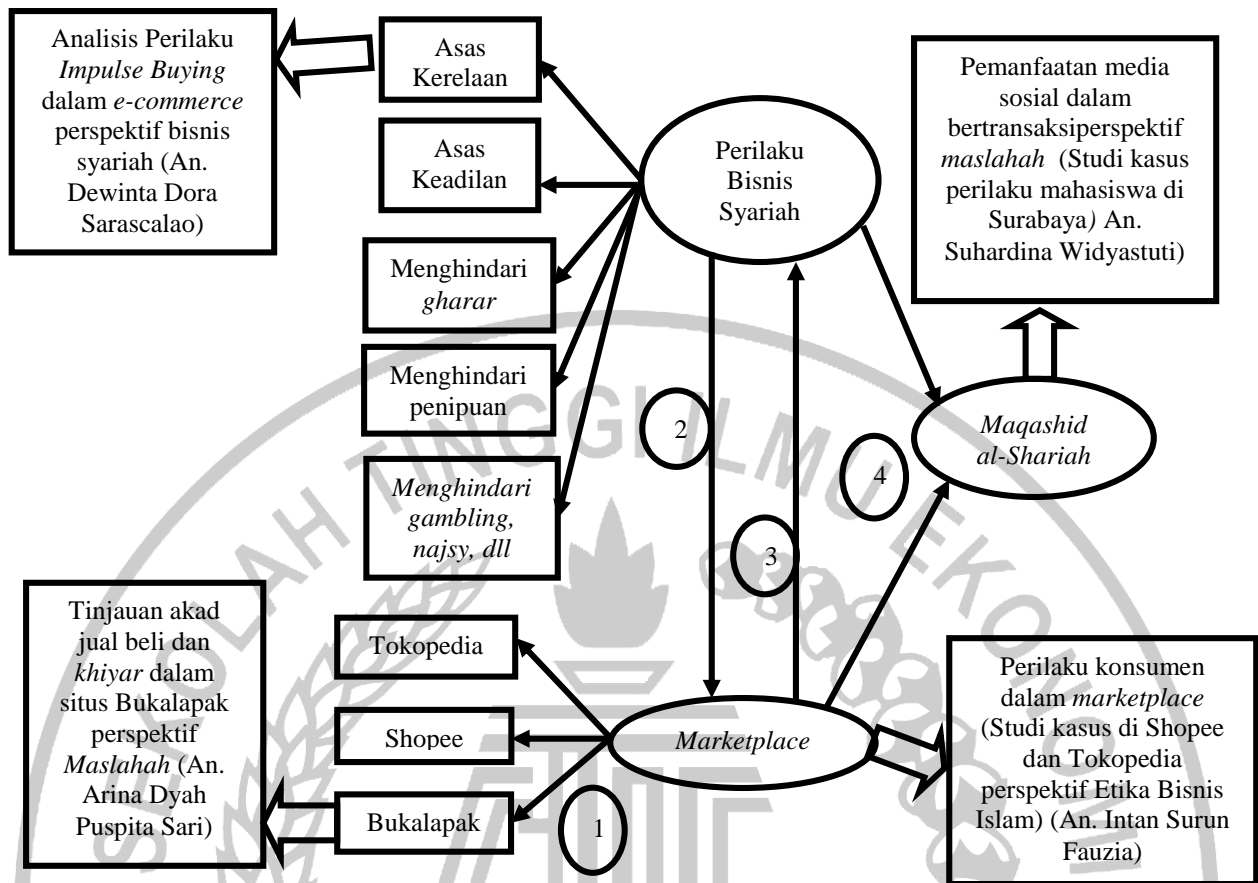 Analisis Perilaku
Impulse Buying
dalam e-commerce
perspektif bisnis
syariah (An.
Dewinta Dora
Sarascalao)
Asas
Kerelaan
Asas
Keadilan
Menghindari
gharar
Menghindari
penipuan
Menghindari
gambling,
najsy, dll
Perilaku
Bisnis
Syariah
Pemanfaatan media
sosial dalam
bertransaksiperspektif
maslahah (Studi kasus
perilaku mahasiswa di
Surabaya) An.
Suhardina Widyastuti)
2
3
4
Maqashid
al-Shariah
Tinjauan akad
jual beli dan
khiyar dalam
situs Bukalapak
perspektif
Maslahah (An.
Arina Dyah
Puspita Sari)
Tokopedia
Shopee
Bukalapak
1
Marketplace
Perilaku konsumen
dalam marketplace
(Studi kasus di Shopee
dan Tokopedia
perspektif Etika Bisnis
Islam) (An. Intan Surun
Fauzia)
SEKOLAH TINGGI ILMU EKONOMI